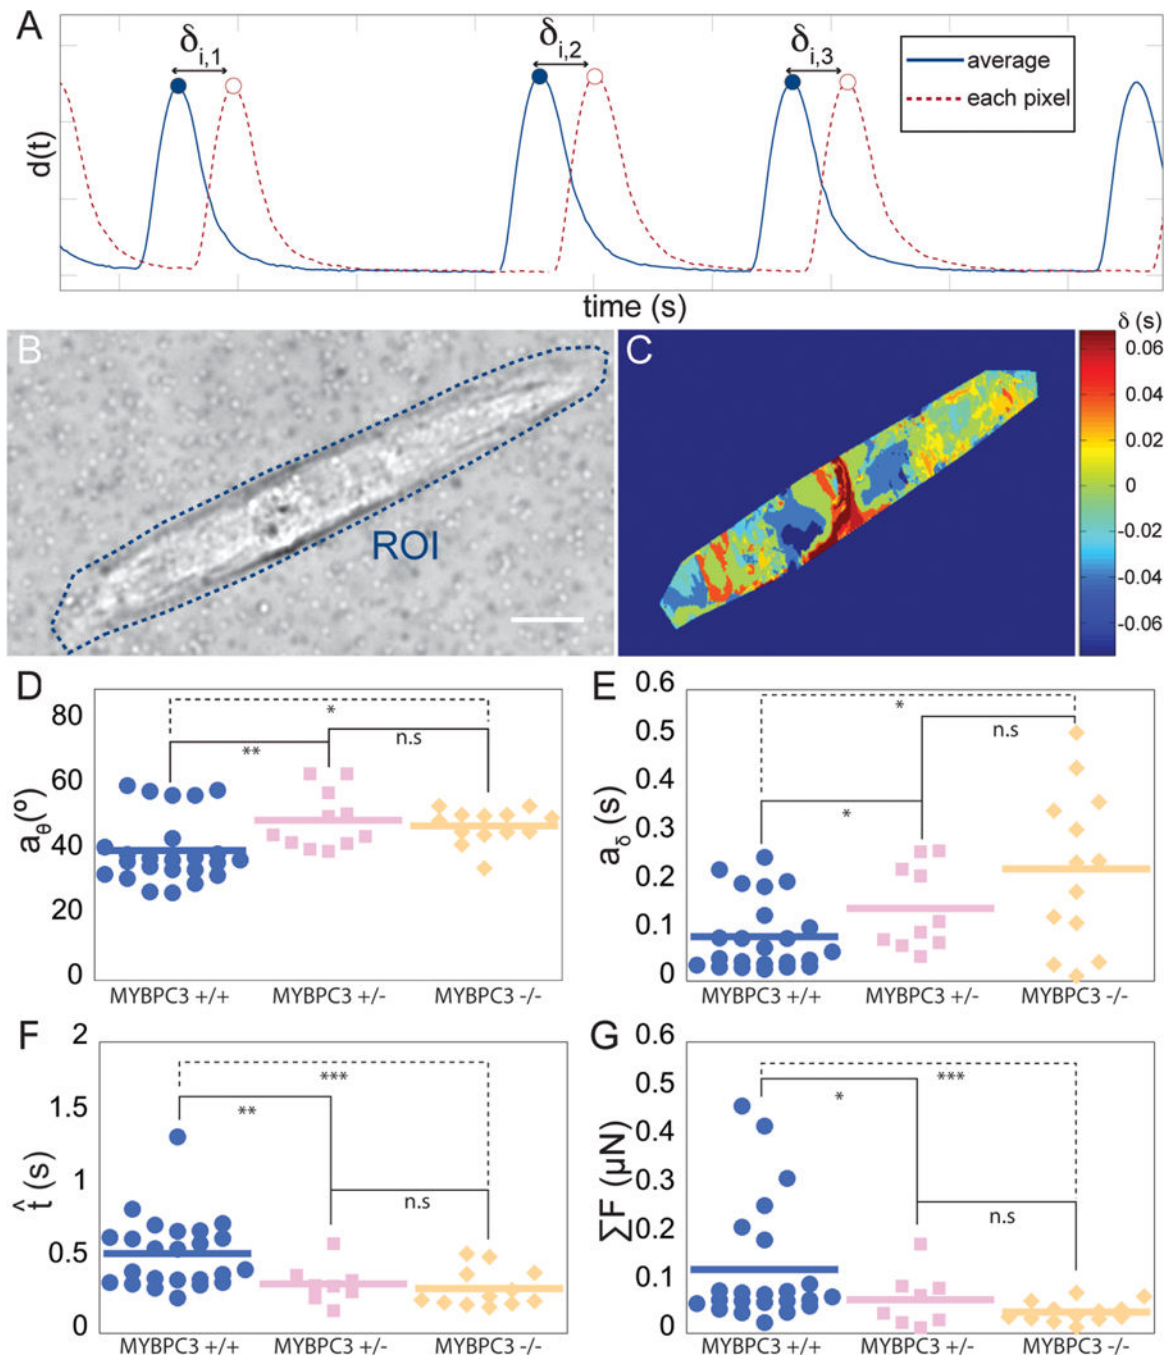 A
δi,1
δi,2
δi,3
average
each pixel
d(t)
time (s)
B
ROI
C
δ (s)
0.06
0.04
0.02
0
-0.02
-0.04
-0.06
D
80
60
40
20
0
aθ(º)
*
**
n.s
MYBPC3 +/+
MYBPC3 +/-
MYBPC3 -/-
E
0.6
0.5
0.4
0.3
0.2
0.1
0
aδ (s)
*
*
n.s
MYBPC3 +/+
MYBPC3 +/-
MYBPC3 -/-
F
2
1.5
1
0.5
0
t̂ (s)
***
**
n.s
MYBPC3 +/+
MYBPC3 +/-
MYBPC3 -/-
G
0.6
0.5
0.4
0.3
0.2
0.1
0
∑F (µN)
***
*
n.s
MYBPC3 +/+
MYBPC3 +/-
MYBPC3 -/-